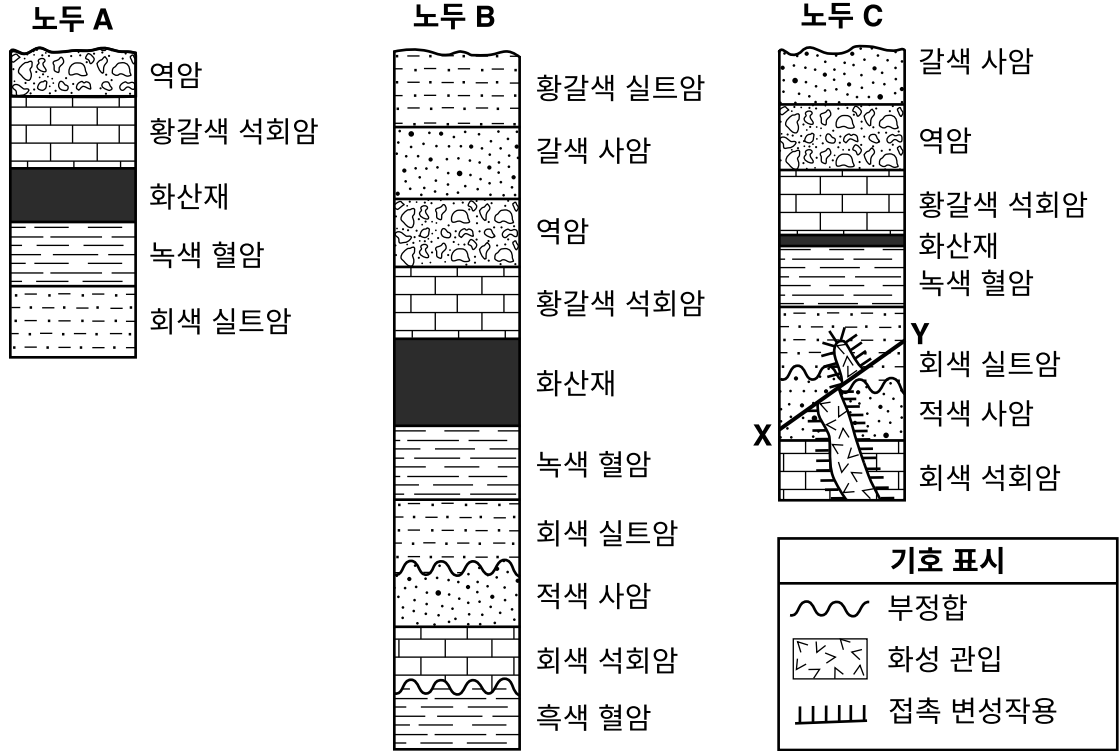 노두 A
역암
황갈색 석회암
화산재
녹색 혈암
회색 실트암
노두 B
황갈색 실트암
갈색 사암
역암
황갈색 석회암
화산재
녹색 혈암
회색 실트암
적색 사암
회색 석회암
흑색 혈암
노두 C
갈색 사암
역암
황갈색 석회암
화산재
녹색 혈암
Y
회색 실트암
적색 사암
X
회색 석회암
기호 표시
부정합
화성 관입
접촉 변성작용